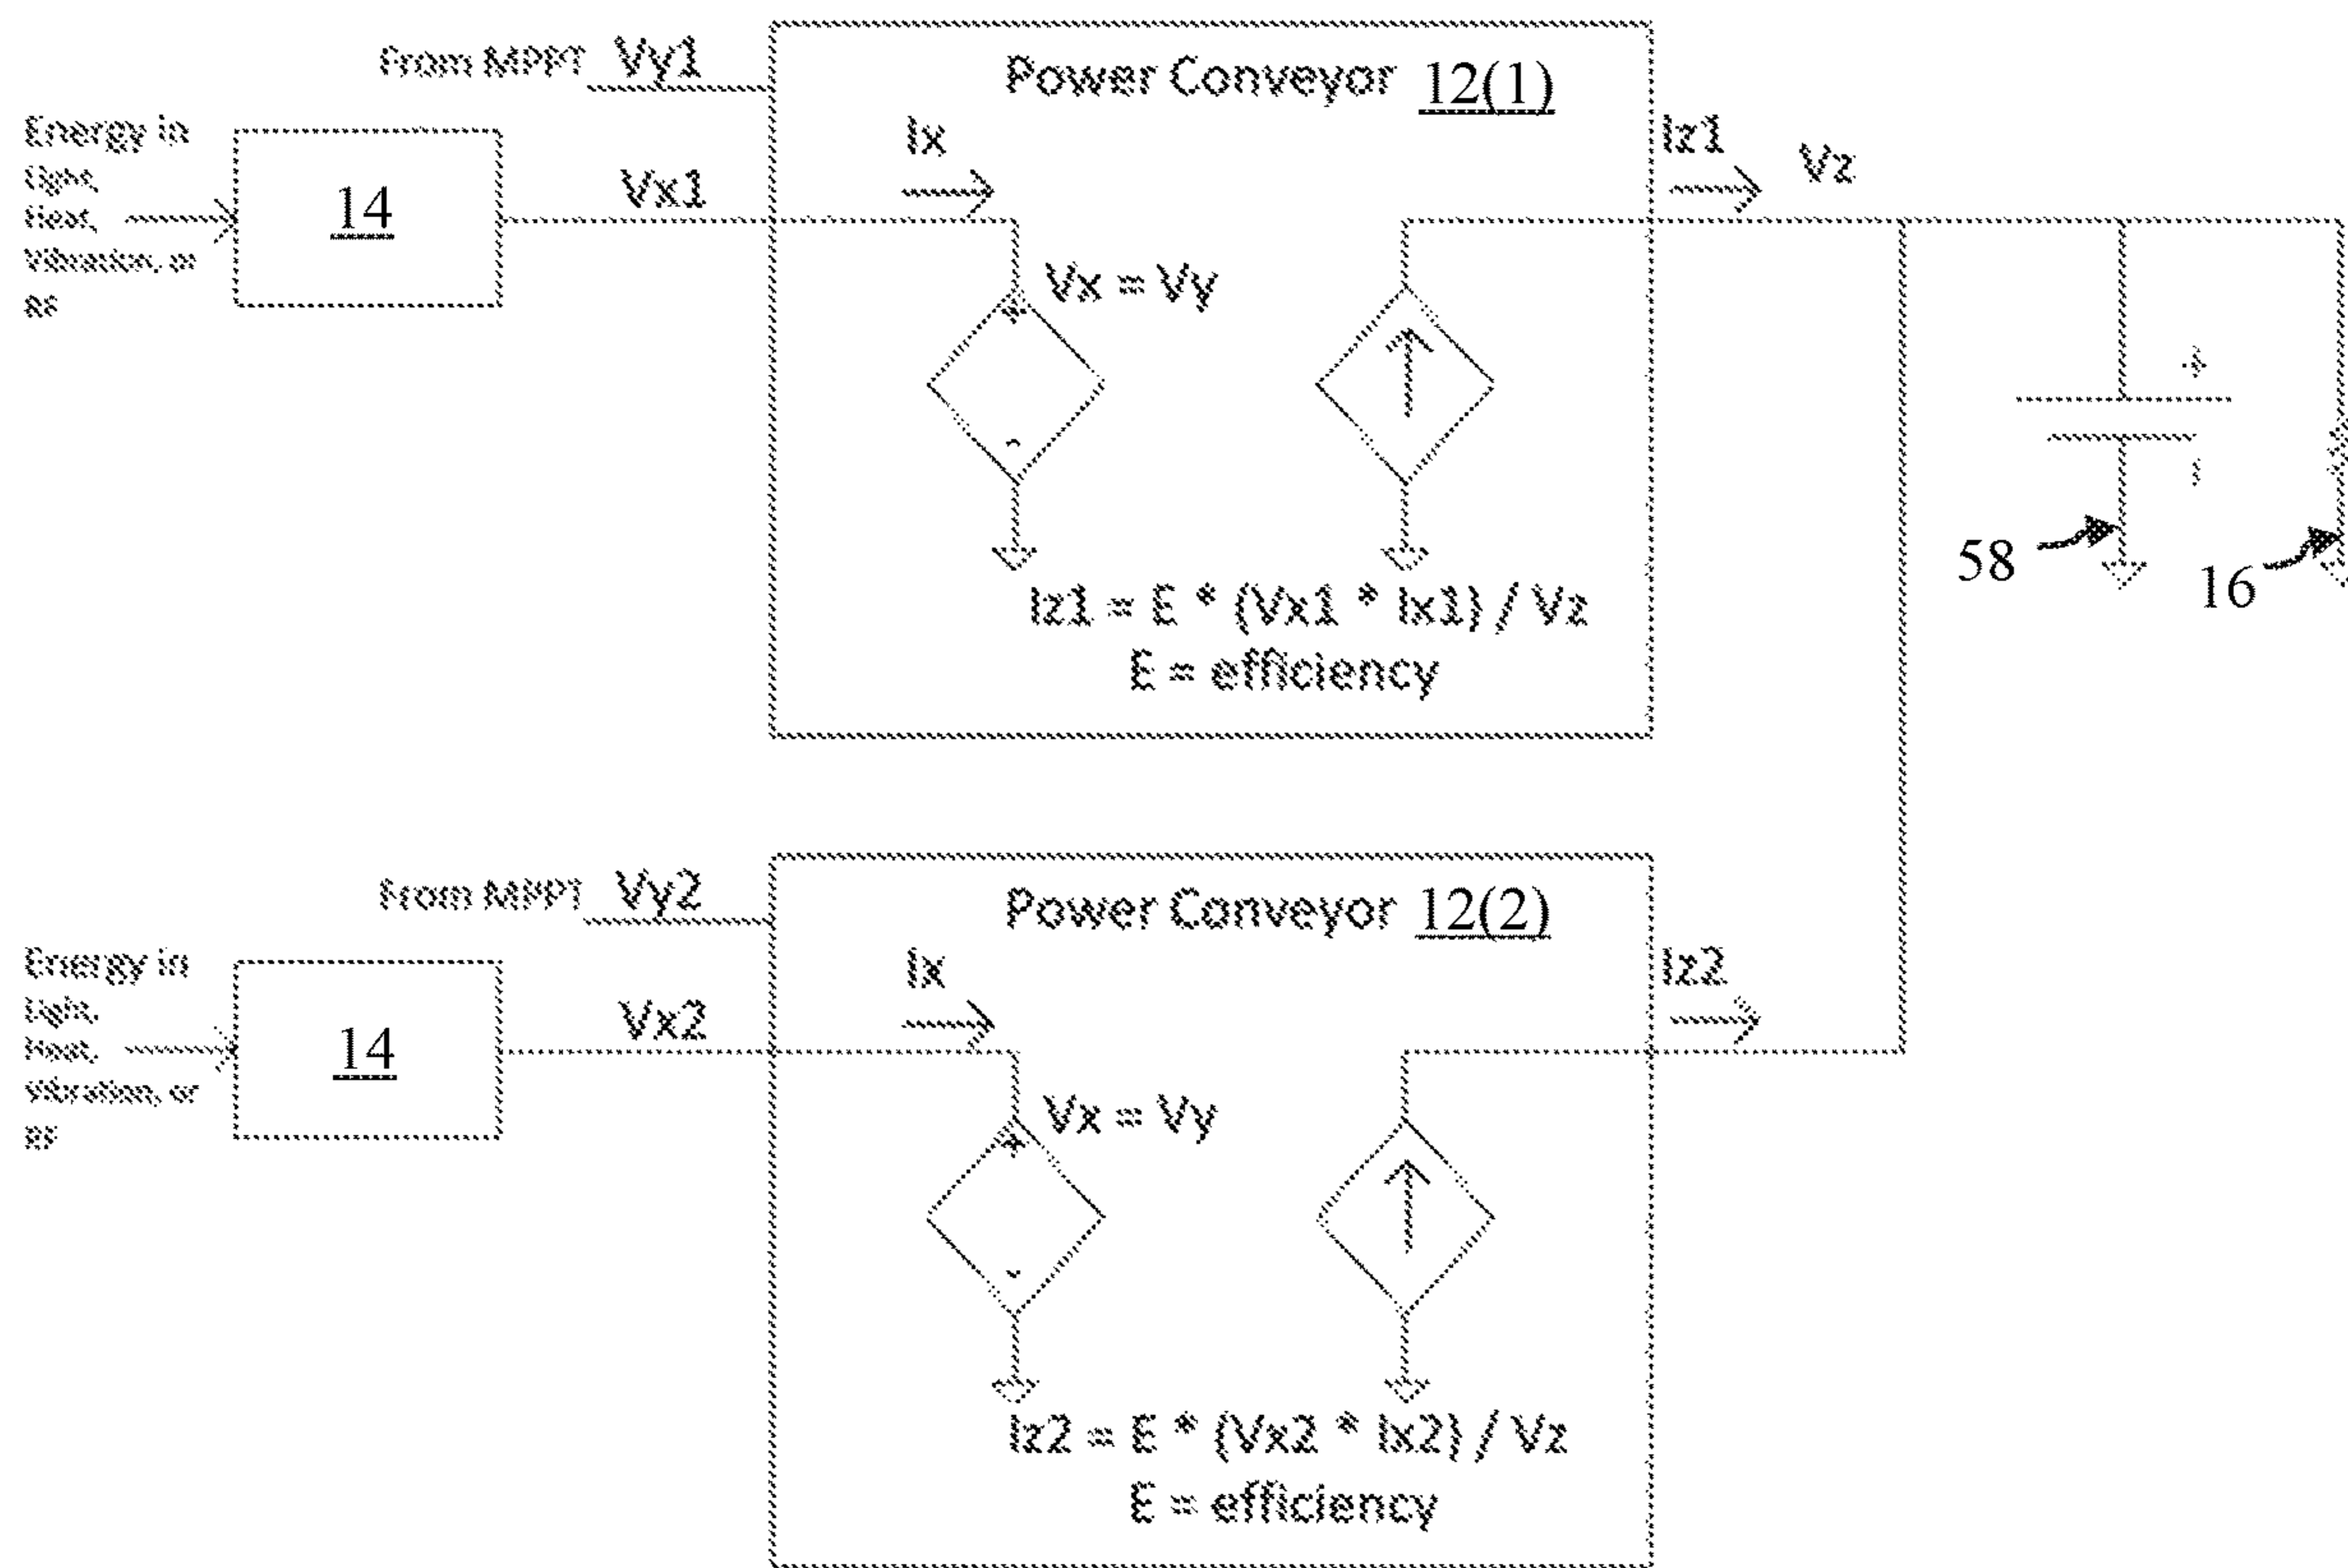 From MPPT Vy1
Power Conveyor 12(1)
Energy in
Light,
Heat,
Vibration, or
RF
14
Vx1
Ix
Iz1
Vz
Vx = Vy
+
-
+
-
58
16
Iz1 = E * (Vx1 * Ix1) / Vz
E = efficiency
From MPPT Vy2
Power Conveyor 12(2)
Energy in
Light,
Heat,
Vibration, or
RF
14
Vx2
Ix
Iz2
Vx = Vy
+
-
Iz2 = E * (Vx2 * Ix2) / Vz
E = efficiency